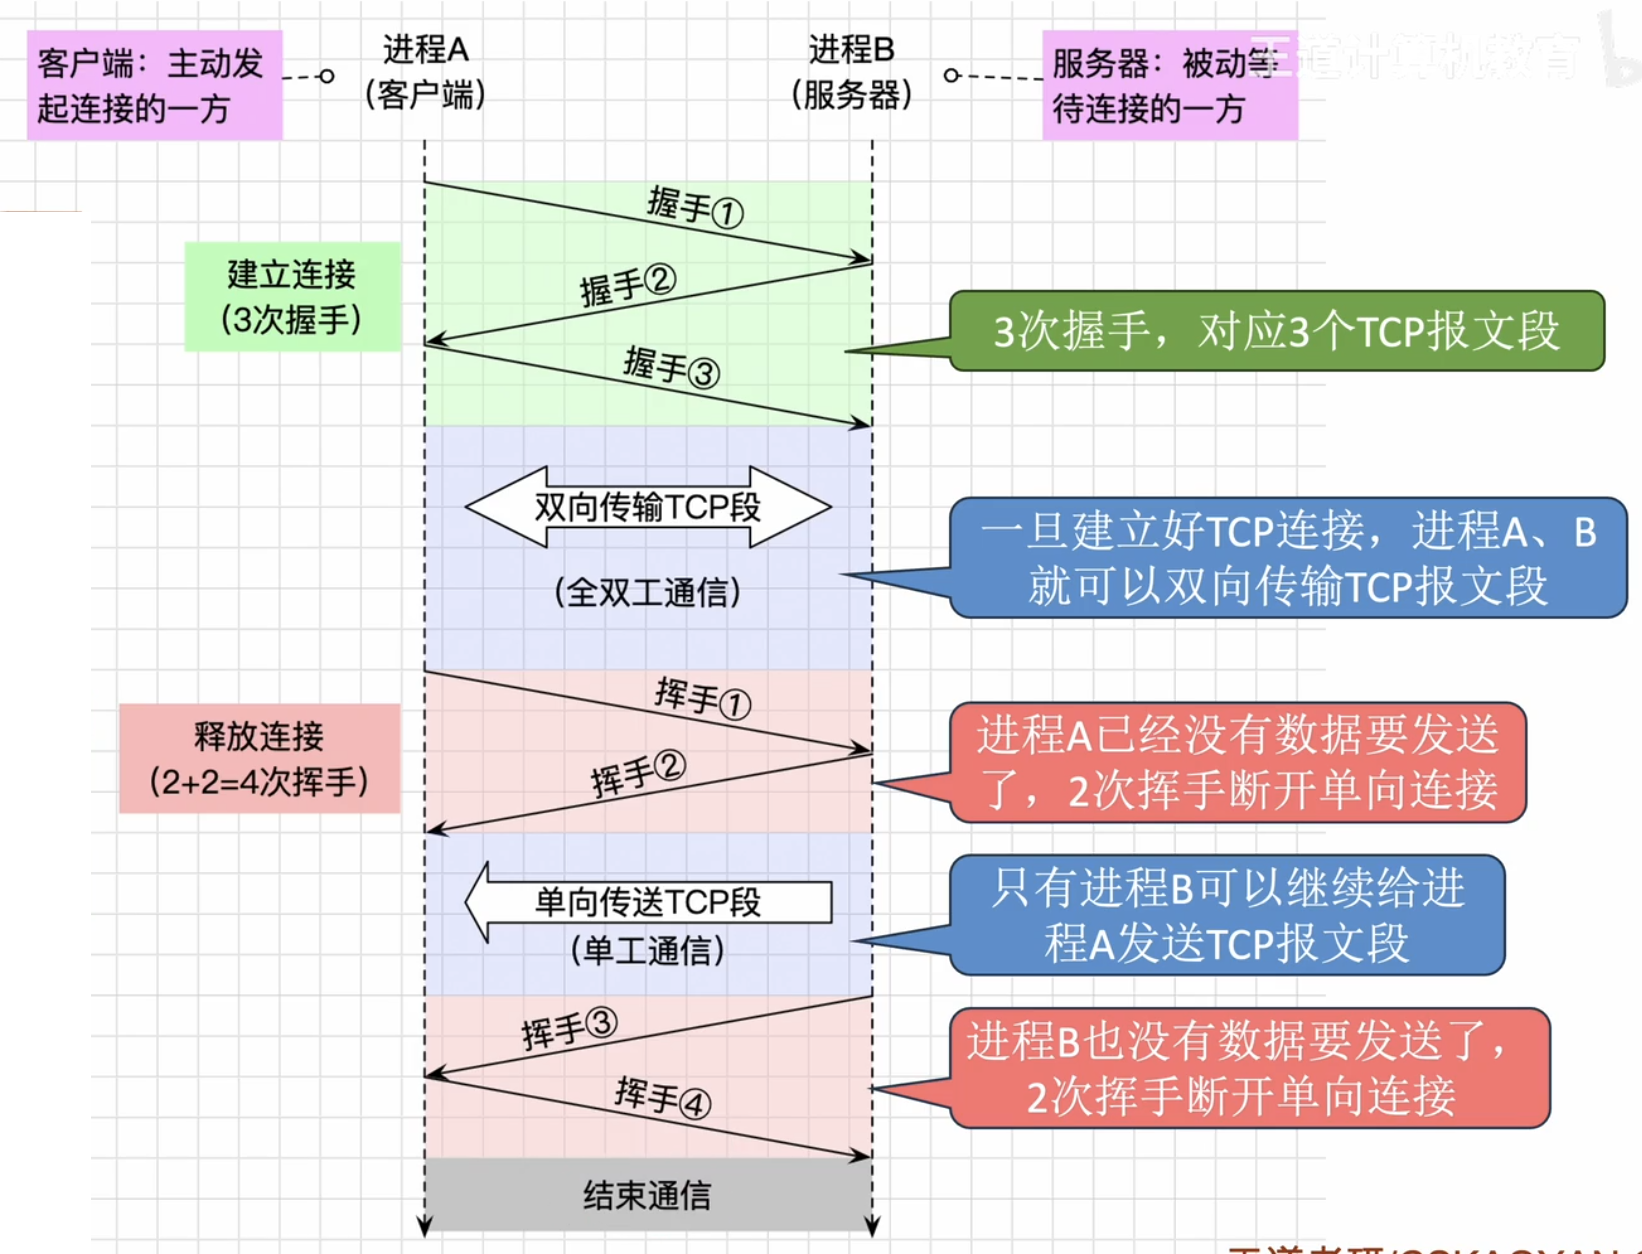 客户端：主动发
起连接的一方
进程A
（客户端）
进程B
（服务器）
服务器：被动等
待连接的一方
王道计算机教育
握手①
握手②
握手③
建立连接
（3次握手）
3次握手，对应3个TCP报文段
双向传输TCP段
（全双工通信）
一旦建立好TCP连接，进程A、B
就可以双向传输TCP报文段
挥手①
挥手②
释放连接
（2+2=4次挥手）
进程A已经没有数据要发送
了，2次挥手断开单向连接
单向传送TCP段
（单工通信）
只有进程B可以继续给进
程A发送TCP报文段
挥手③
挥手④
进程B也没有数据要发送了，
2次挥手断开单向连接
结束通信